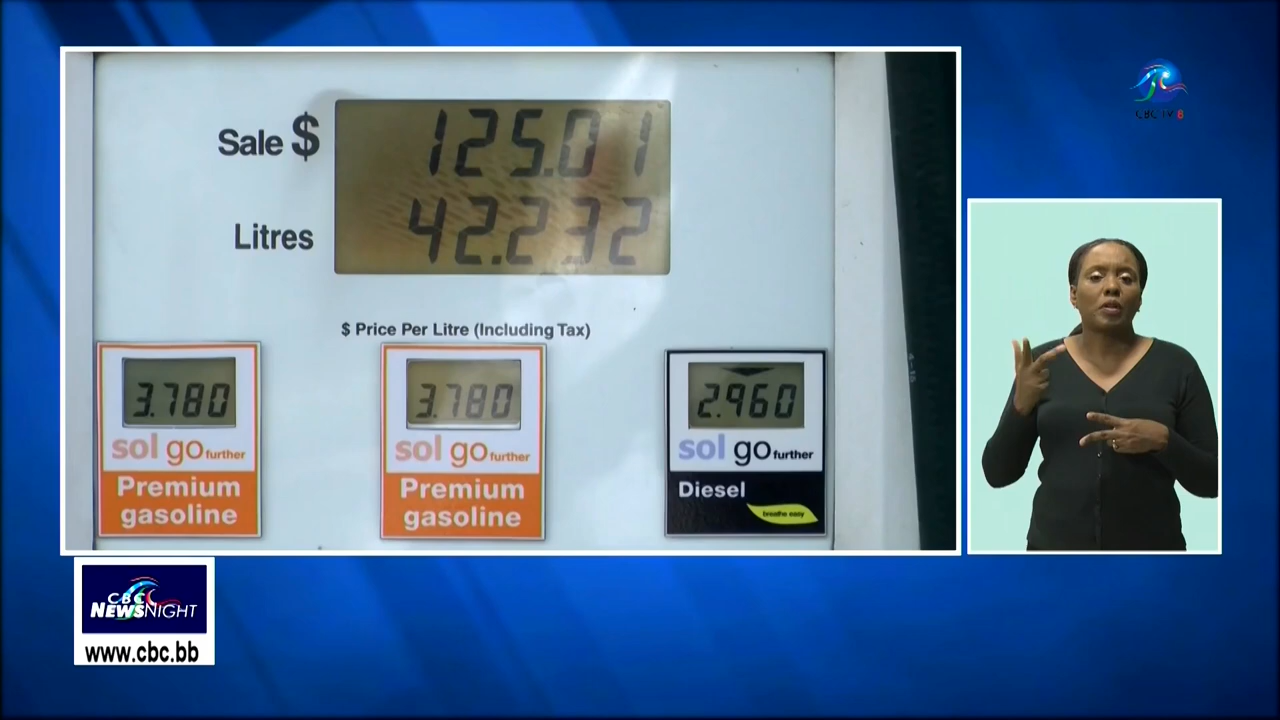 Sale $ 125.01
Litres 42.232
$ Price Per Litre (Including Tax)
3.780
sol go further
Premium
gasoline
3.780
sol go further
Premium
gasoline
2.960
sol go further
Diesel
breathe easy
CBC TV 8
CBC
NEWSNIGHT
www.cbc.bb